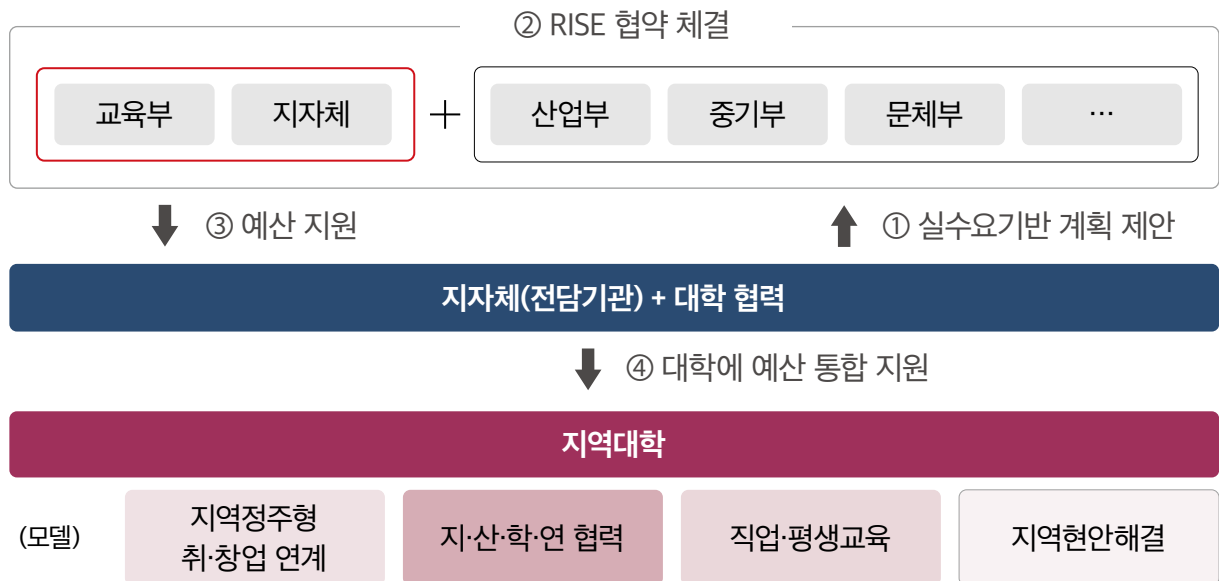 ② RISE 협약 체결
교육부 지자체 + 산업부 중기부 문체부 …
③ 예산 지원 ① 실수요기반 계획 제안
지자체(전담기관) + 대학 협력
④ 대학에 예산 통합 지원
지역대학
(모델)
지역정주형
취·창업 연계
지·산·학·연 협력
직업·평생교육
지역현안해결